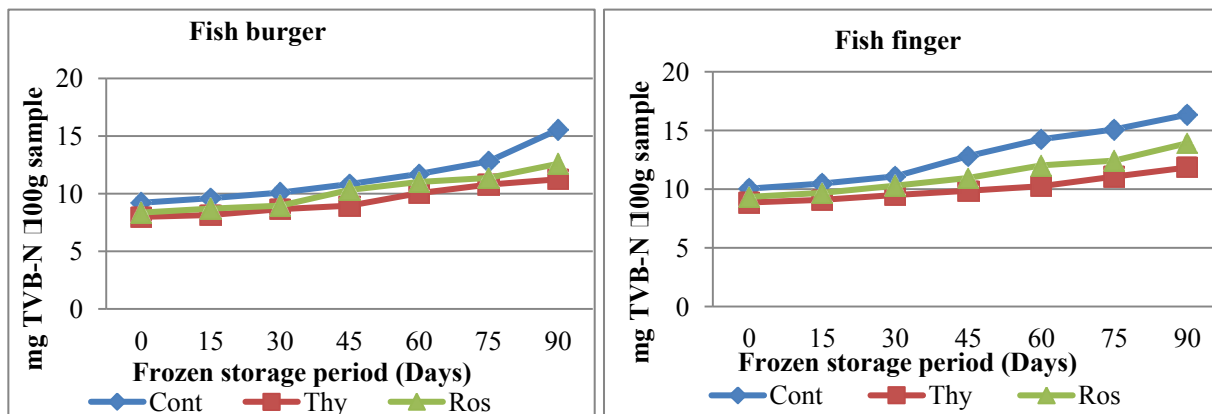 Fish burger
mg TVB-N □100g sample
20
15
10
5
0
0 15 30 45 60 75 90
Frozen storage period (Days)
Cont Thy Ros
Fish finger
mg TVB-N □100g sample
20
15
10
5
0
0 15 30 45 60 75 90
Frozen storage period (Days)
Cont Thy Ros